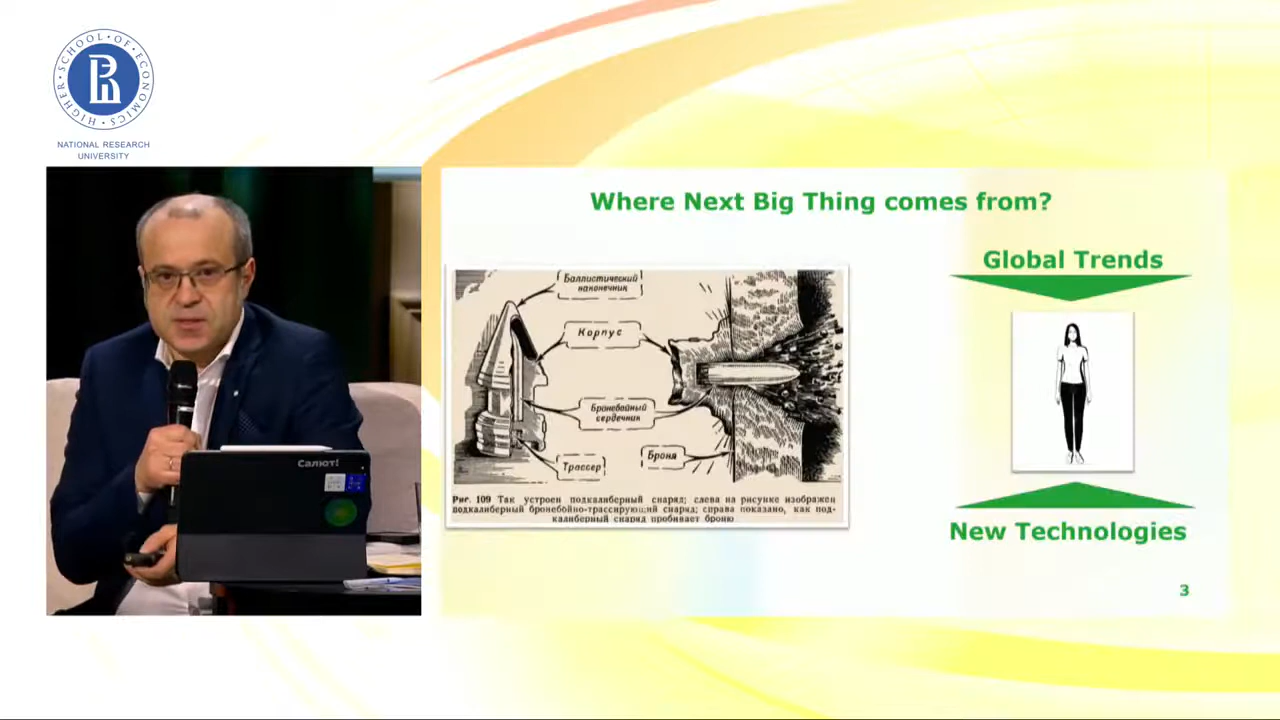 HIGHER · SCHOOL · OF · ECONOMICS ·
NATIONAL RESEARCH
UNIVERSITY
Where Next Big Thing comes from?
Global Trends
Баллистический
наконечник
Корпус
Бронебойный
сердечник
Броня
Трассер
Рис. 109 Так устроен подкалиберный снаряд; слева на рисунке изображен
подкалиберный бронебойно-трассирующий снаряд; справа показано, как под-
калиберный снаряд пробивает броню
New Technologies
3
Салют!